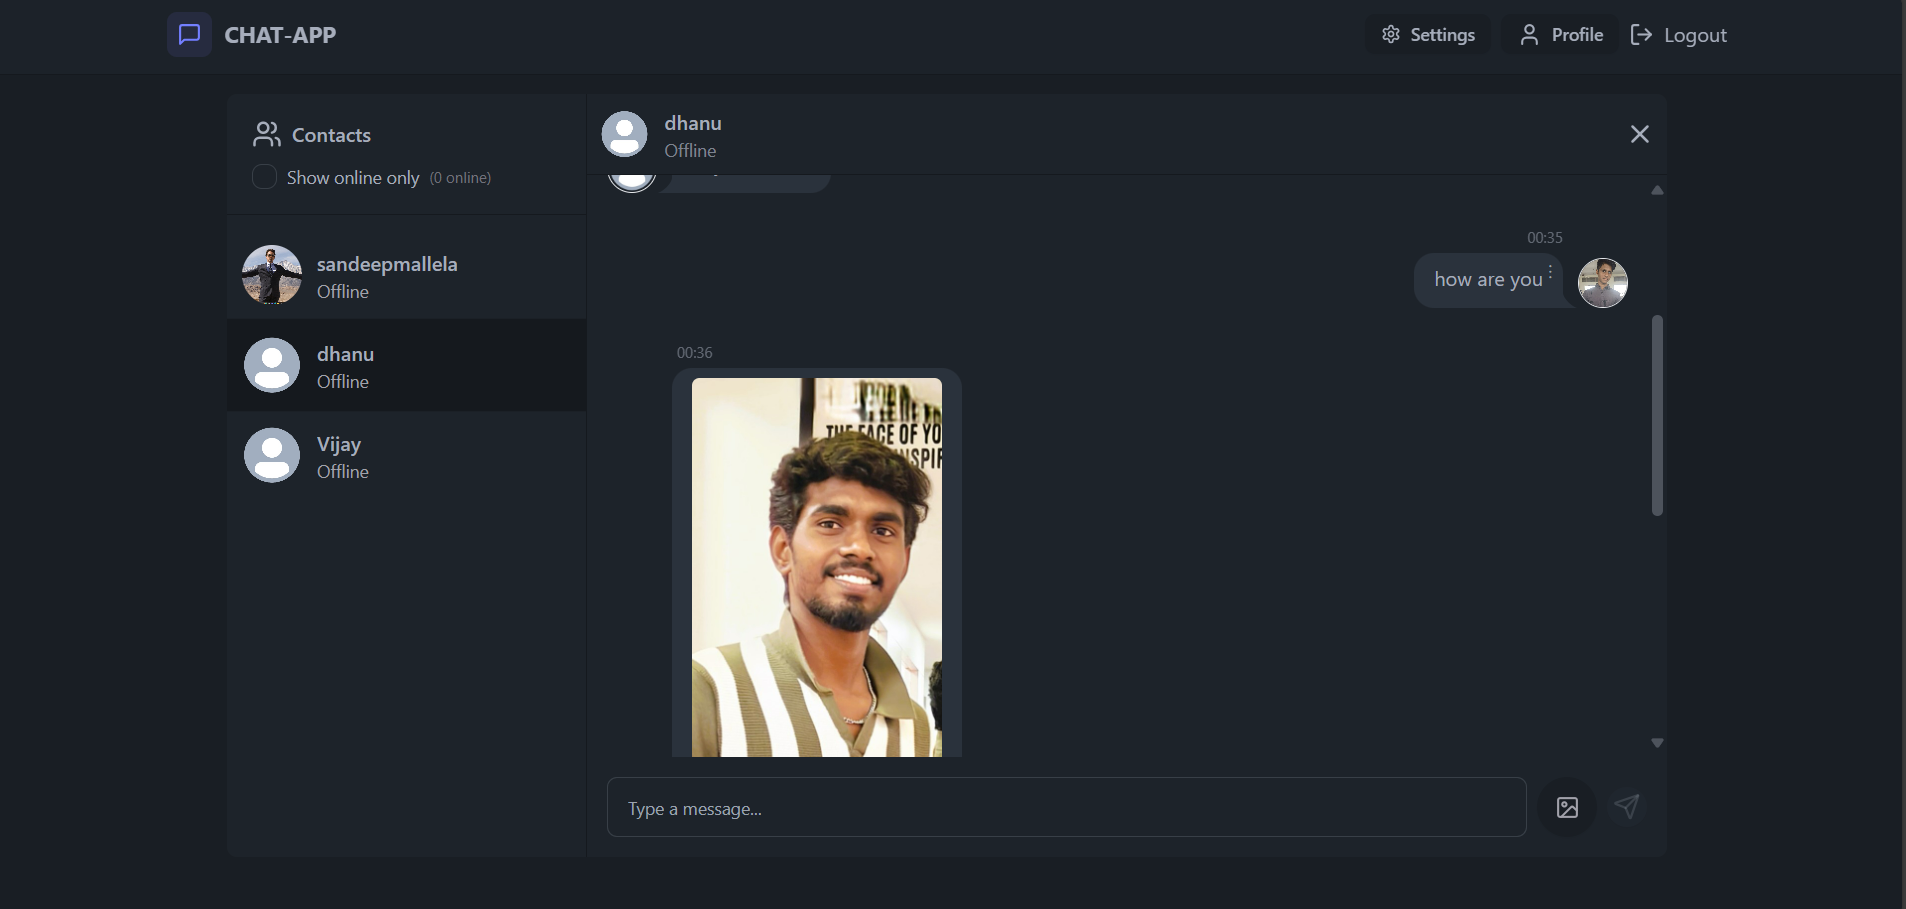 CHAT-APP
Settings
Profile
Logout
Contacts
Show online only (0 online)
sandeepmallela
Offline
dhanu
Offline
Vijay
Offline
dhanu
Offline
00:35
how are you
00:36
THE FACE OF YO
NSPIR
Type a message...